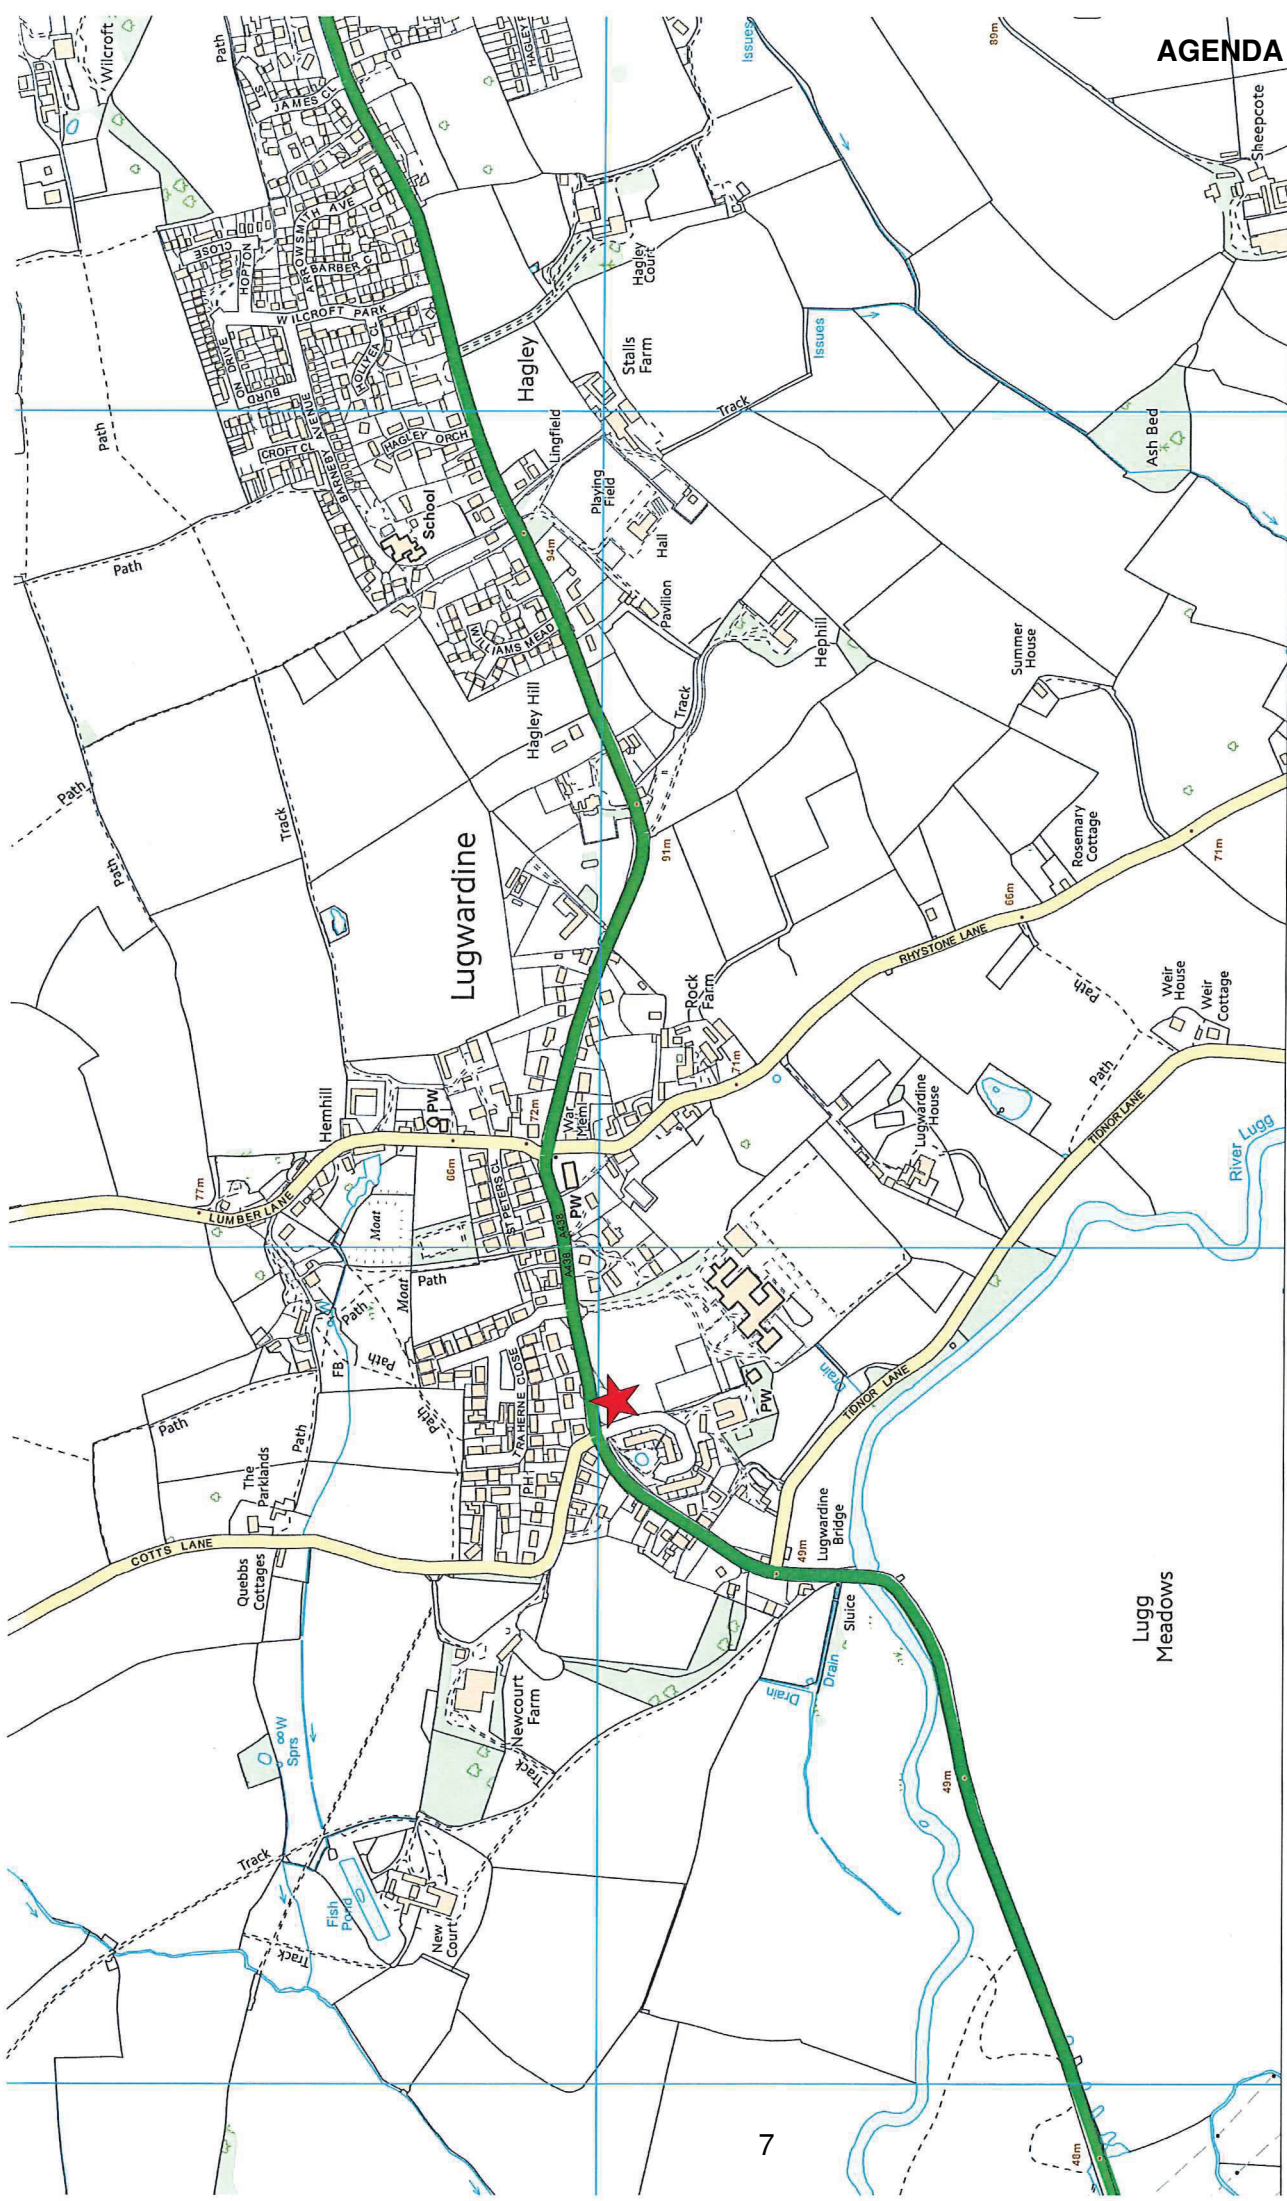 AGENDA
Wilcroft
Path
JAMES CL
HAGLEY
Issues
89m
Sheepcote
CLOSE
HOPTON
ARROWSMITH AVE
BARBER C
WILCROFT PARK
HOLLYEA CL
BURDON DRIVE
CROFT CL
BARNEBY AVENUE
HAGLEY ORCH
School
Hagley
Hagley
Court
Stalls
Farm
Issues
Track
Ash Bed
Lingfield
Playing
Field
Hall
Pavilion
94m
Path
Path
WILLIAMS MEAD
Hagley Hill
Track
Hephill
Summer
House
Path
Path
Track
Lugwardine
91m
Rosemary
Cottage
66m
71m
RHYSTONE LANE
Rock
Farm
71m
Path
Weir
House
Weir
Cottage
Path
TIDNOR LANE
River Lugg
Hemhill
PW
72m
War
Meml
66m
77m
LUMBER LANE
Moat
Moat
ST PETERS CL
PW
A438
A438
Lugwardine
House
Path
Path
Path
Path
FB
W
TRAHERNE CLOSE
PH
PW
Drain
TIDNOR LANE
Path
Path
The
Parklands
COTTS LANE
Quebbs
Cottages
49m
Lugwardine
Bridge
Sluice
Drain
Drain
Lugg
Meadows
Newcourt
Farm
Track
W
Sprs
49m
Track
Track
Fish
Pond
New
Court
48m
7